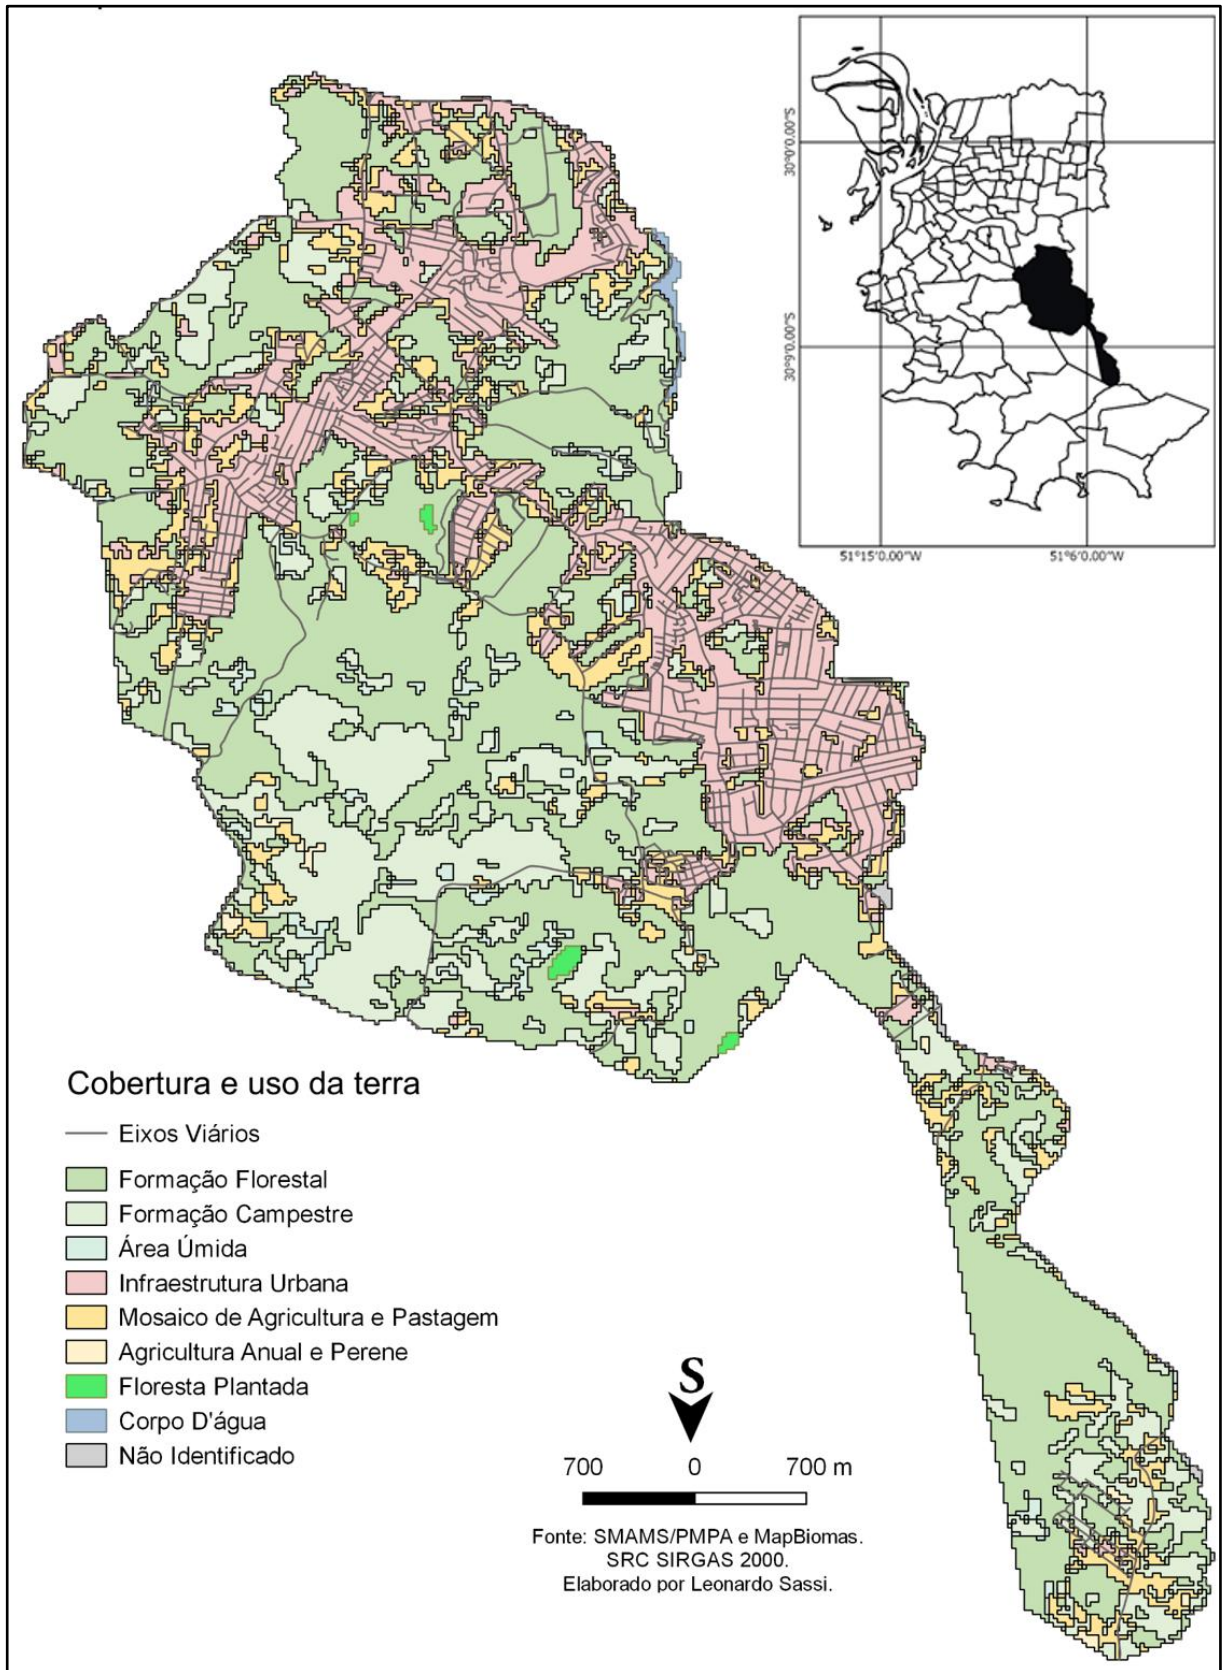 30°0'0.00"S
30°9'0.00"S
51°15'0.00"W
51°6'0.00"W
Cobertura e uso da terra
Eixos Viários
Formação Florestal
Formação Campestre
Área Úmida
Infraestrutura Urbana
Mosaico de Agricultura e Pastagem
Agricultura Anual e Perene
Floresta Plantada
Corpo D'água
Não Identificado
S
700 0 700 m
Fonte: SMAMS/PMPA e MapBiomas.
SRC SIRGAS 2000.
Elaborado por Leonardo Sassi.